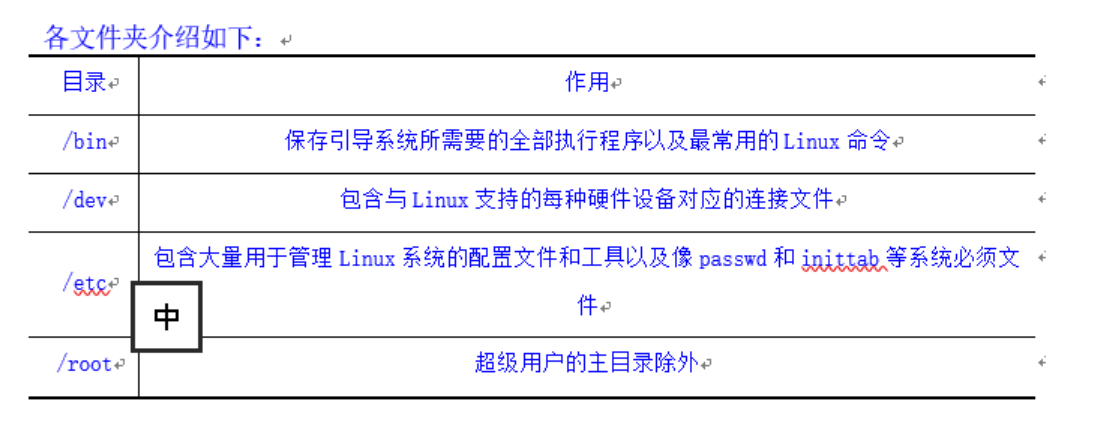 各文件夹介绍如下：
目录 作用
/bin 保存引导系统所需要的全部执行程序以及最常用的 Linux 命令
/dev 包含与 Linux 支持的每种硬件设备对应的连接文件
/etc 包含大量用于管理 Linux 系统的配置文件和工具以及像 passwd 和 inittab 等系统必须文
件
中
/root 超级用户的主目录除外